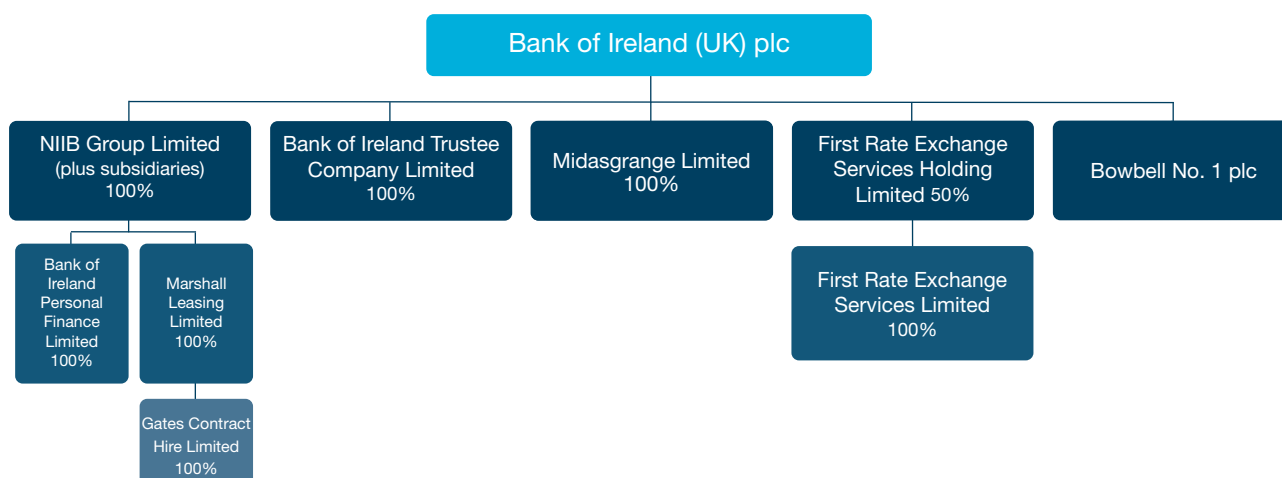 Bank of Ireland (UK) plc
NIIB Group Limited
(plus subsidiaries)
100%
Bank of Ireland Trustee
Company Limited
100%
Midasgrange Limited
100%
First Rate Exchange
Services Holding
Limited 50%
Bowbell No. 1 plc
Bank of
Ireland
Personal
Finance
Limited
100%
Marshall
Leasing
Limited
100%
First Rate Exchange
Services Limited
100%
Gates Contract
Hire Limited
100%